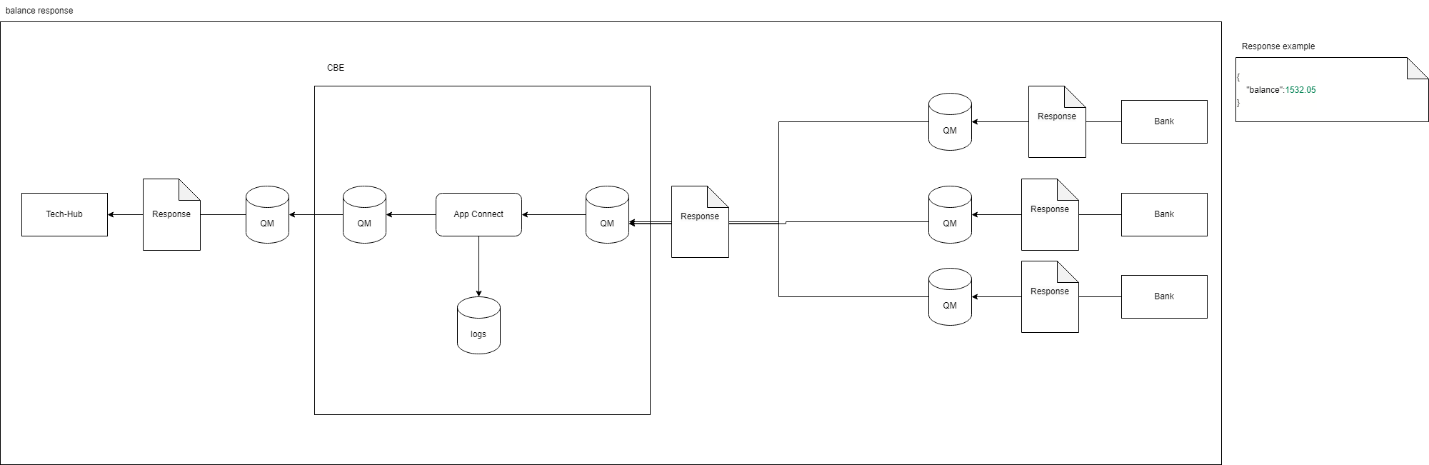 balance response
Response example
{
"balance":1532.05
}
CBE
Response
Bank
QM
Tech-Hub
Response
QM
QM
App Connect
QM
Response
QM
Response
Bank
logs
QM
Response
Bank